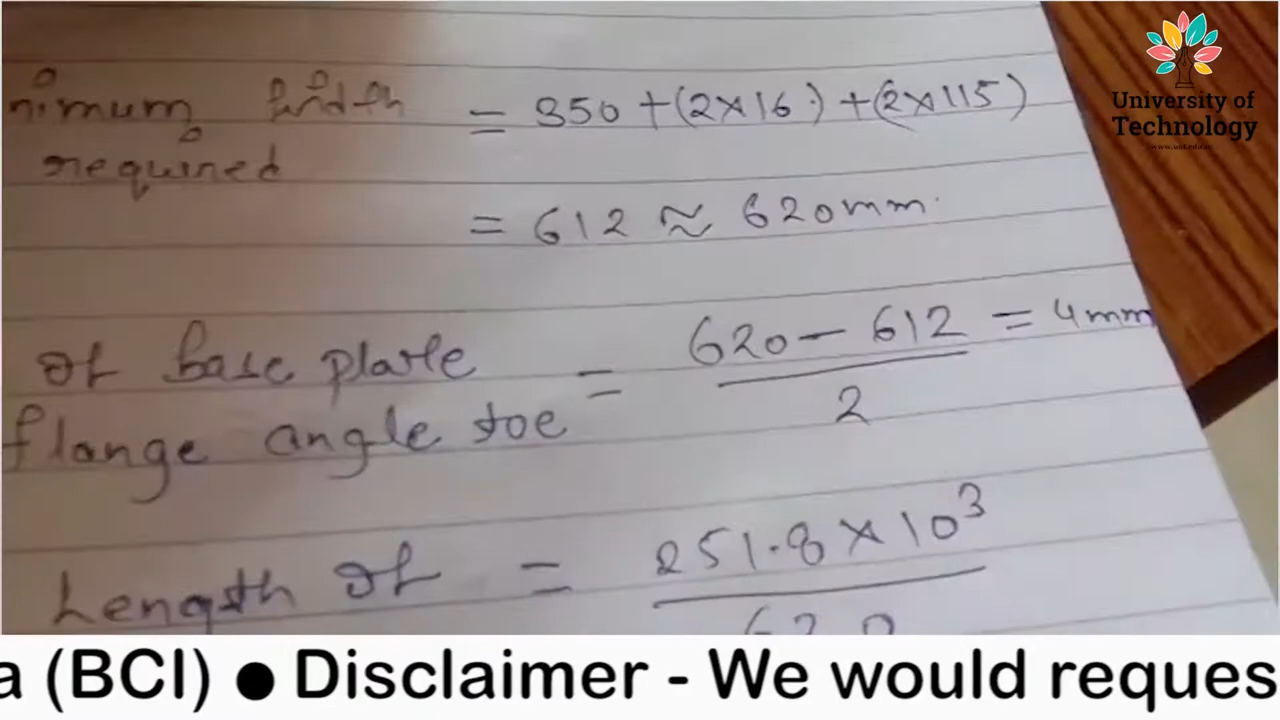 University of
Technology
nimum width = 350 + (2×16) + (2×115)
required
= 612 ≈ 620mm.
of base plate = 620 – 612 / 2 = 4mm
flange angle toe
Length of = 251.8 × 10³ / 620
a (BCI) ● Disclaimer - We would reques